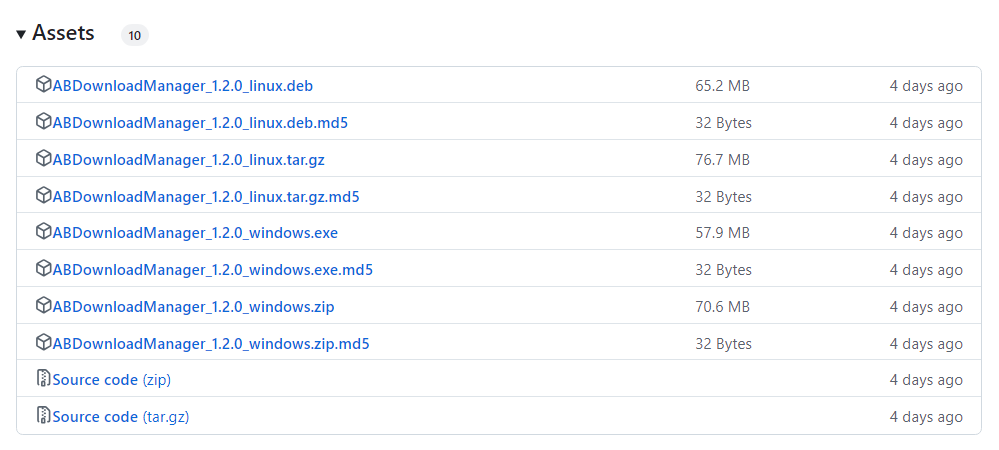 Assets 10
ABDownloadManager_1.2.0_linux.deb 65.2 MB 4 days ago
ABDownloadManager_1.2.0_linux.deb.md5 32 Bytes 4 days ago
ABDownloadManager_1.2.0_linux.tar.gz 76.7 MB 4 days ago
ABDownloadManager_1.2.0_linux.tar.gz.md5 32 Bytes 4 days ago
ABDownloadManager_1.2.0_windows.exe 57.9 MB 4 days ago
ABDownloadManager_1.2.0_windows.exe.md5 32 Bytes 4 days ago
ABDownloadManager_1.2.0_windows.zip 70.6 MB 4 days ago
ABDownloadManager_1.2.0_windows.zip.md5 32 Bytes 4 days ago
Source code (zip) 4 days ago
Source code (tar.gz) 4 days ago